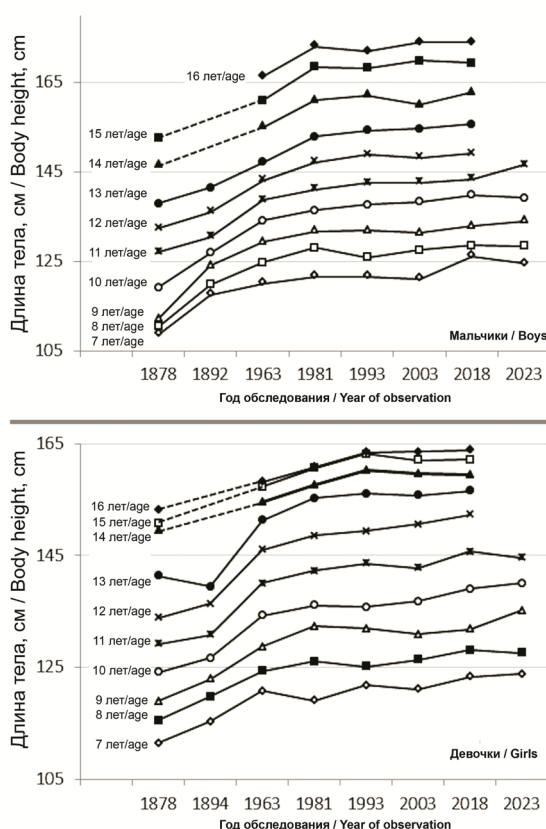 Длина тела, см / Body height, cm
165
145
125
105
16 лет/age
15 лет/age
14 лет/age
13 лет/age
12 лет/age
11 лет/age
10 лет/age
9 лет/age
8 лет/age
7 лет/age
Мальчики / Boys
1878 1892 1963 1981 1993 2003 2018 2023
Год обследования / Year of observation
Длина тела, см / Body height, cm
165
145
125
105
16 лет/age
15 лет/age
14 лет/age
13 лет/age
12 лет/age
11 лет/age
10 лет/age
9 лет/age
8 лет/age
7 лет/age
Девочки / Girls
1878 1894 1963 1981 1993 2003 2018 2023
Год обследования / Year of observation